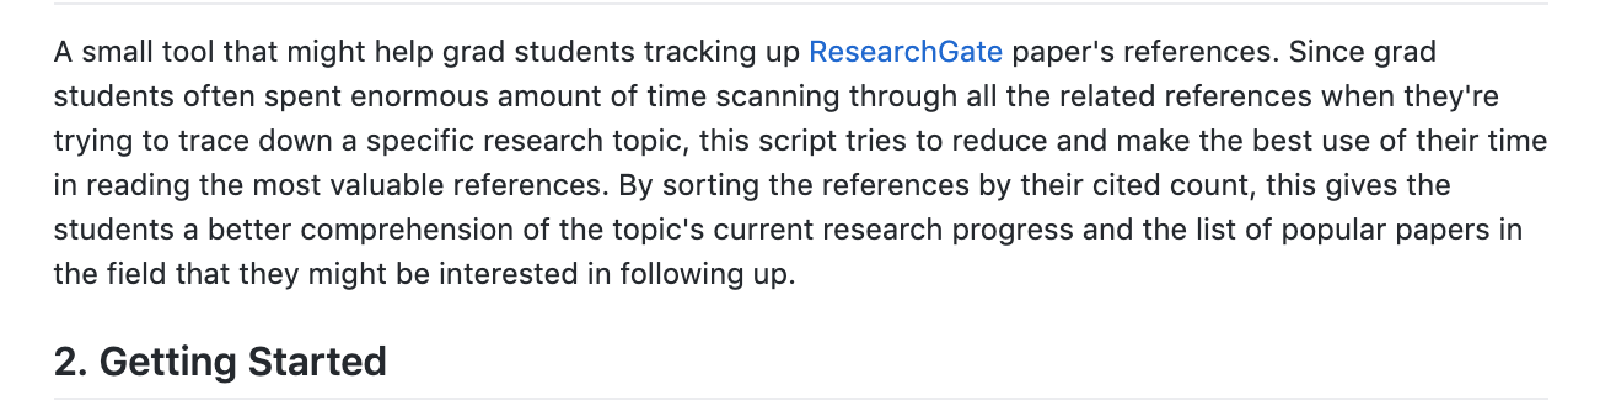 A small tool that might help grad students tracking up ResearchGate paper's references. Since grad
students often spent enormous amount of time scanning through all the related references when they're
trying to trace down a specific research topic, this script tries to reduce and make the best use of their time
in reading the most valuable references. By sorting the references by their cited count, this gives the
students a better comprehension of the topic's current research progress and the list of popular papers in
the field that they might be interested in following up.
2. Getting Started